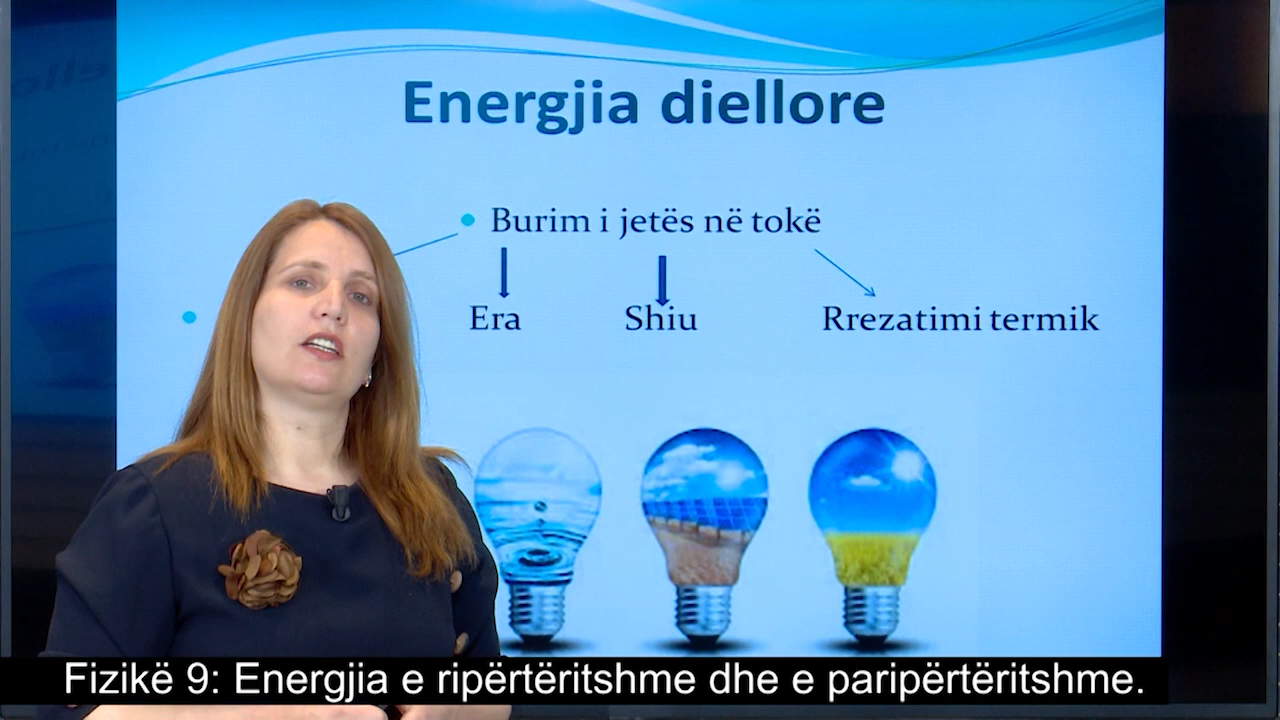 Energjia diellore
Burim i jetës në tokë
Era Shiu Rrezatimi termik
Fizikë 9: Energjia e ripërtëritshme dhe e paripërtëritshme.